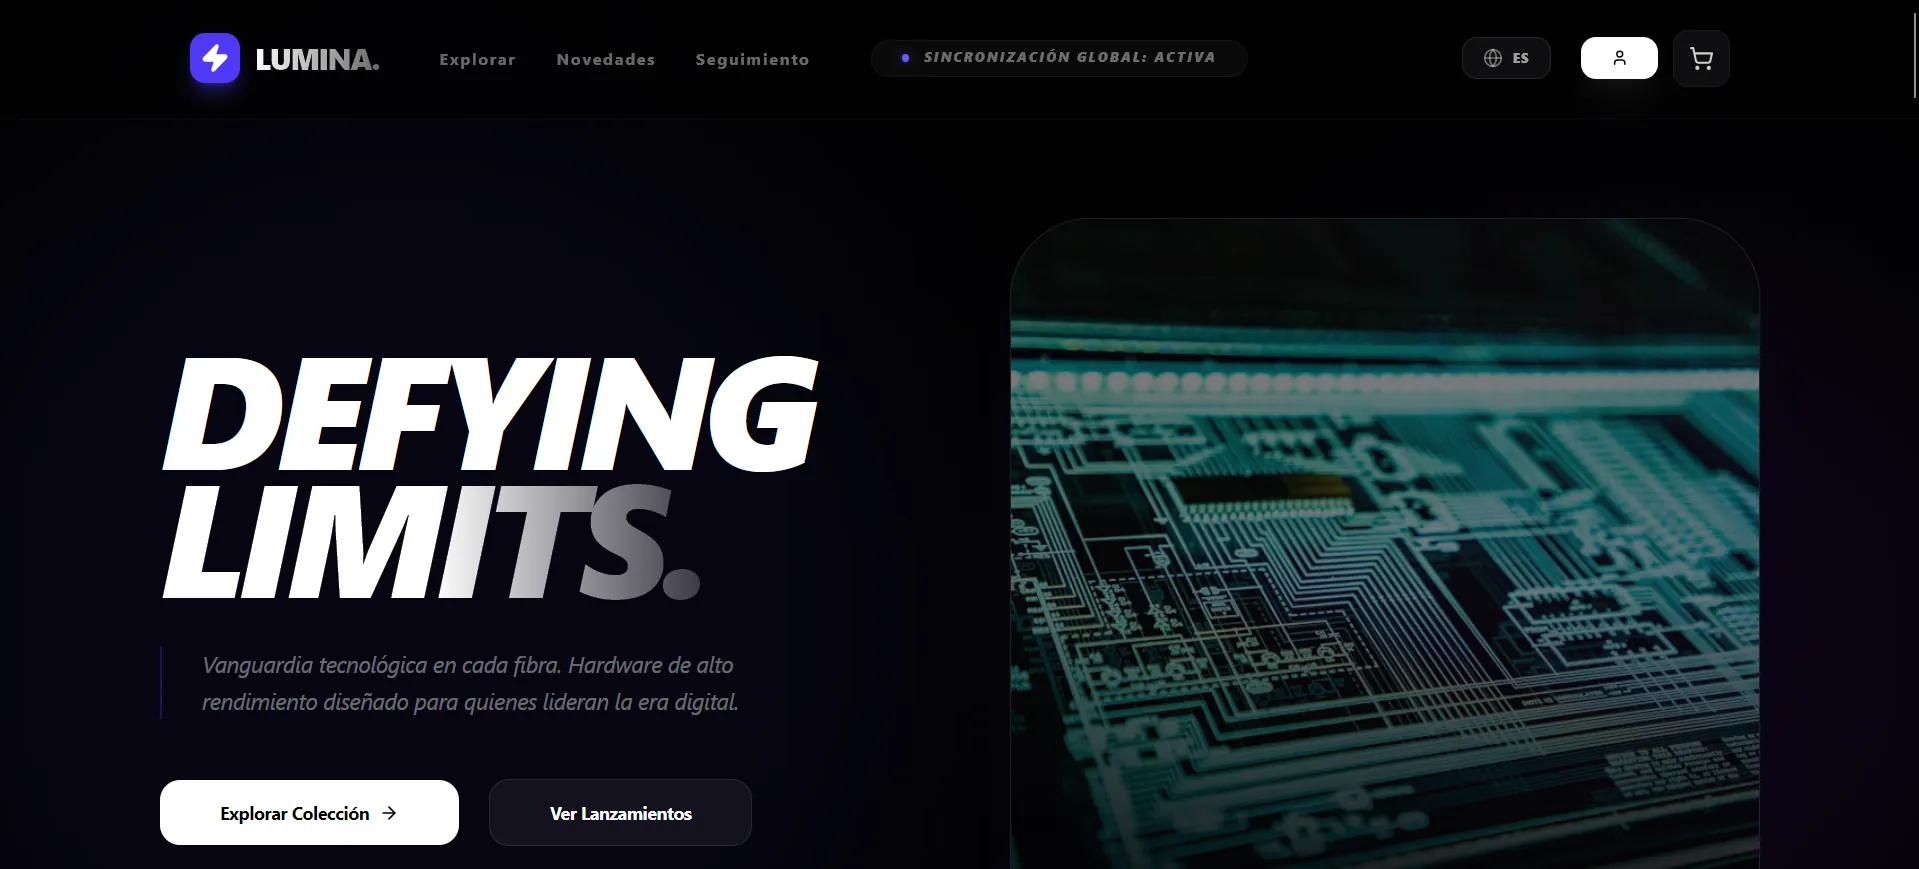 LUMINA.
Explorar
Novedades
Seguimiento
SINCRONIZACIÓN GLOBAL: ACTIVA
ES
DEFYING
LIMITS.
Vanguardia tecnológica en cada fibra. Hardware de alto
rendimiento diseñado para quienes lideran la era digital.
Explorar Colección →
Ver Lanzamientos